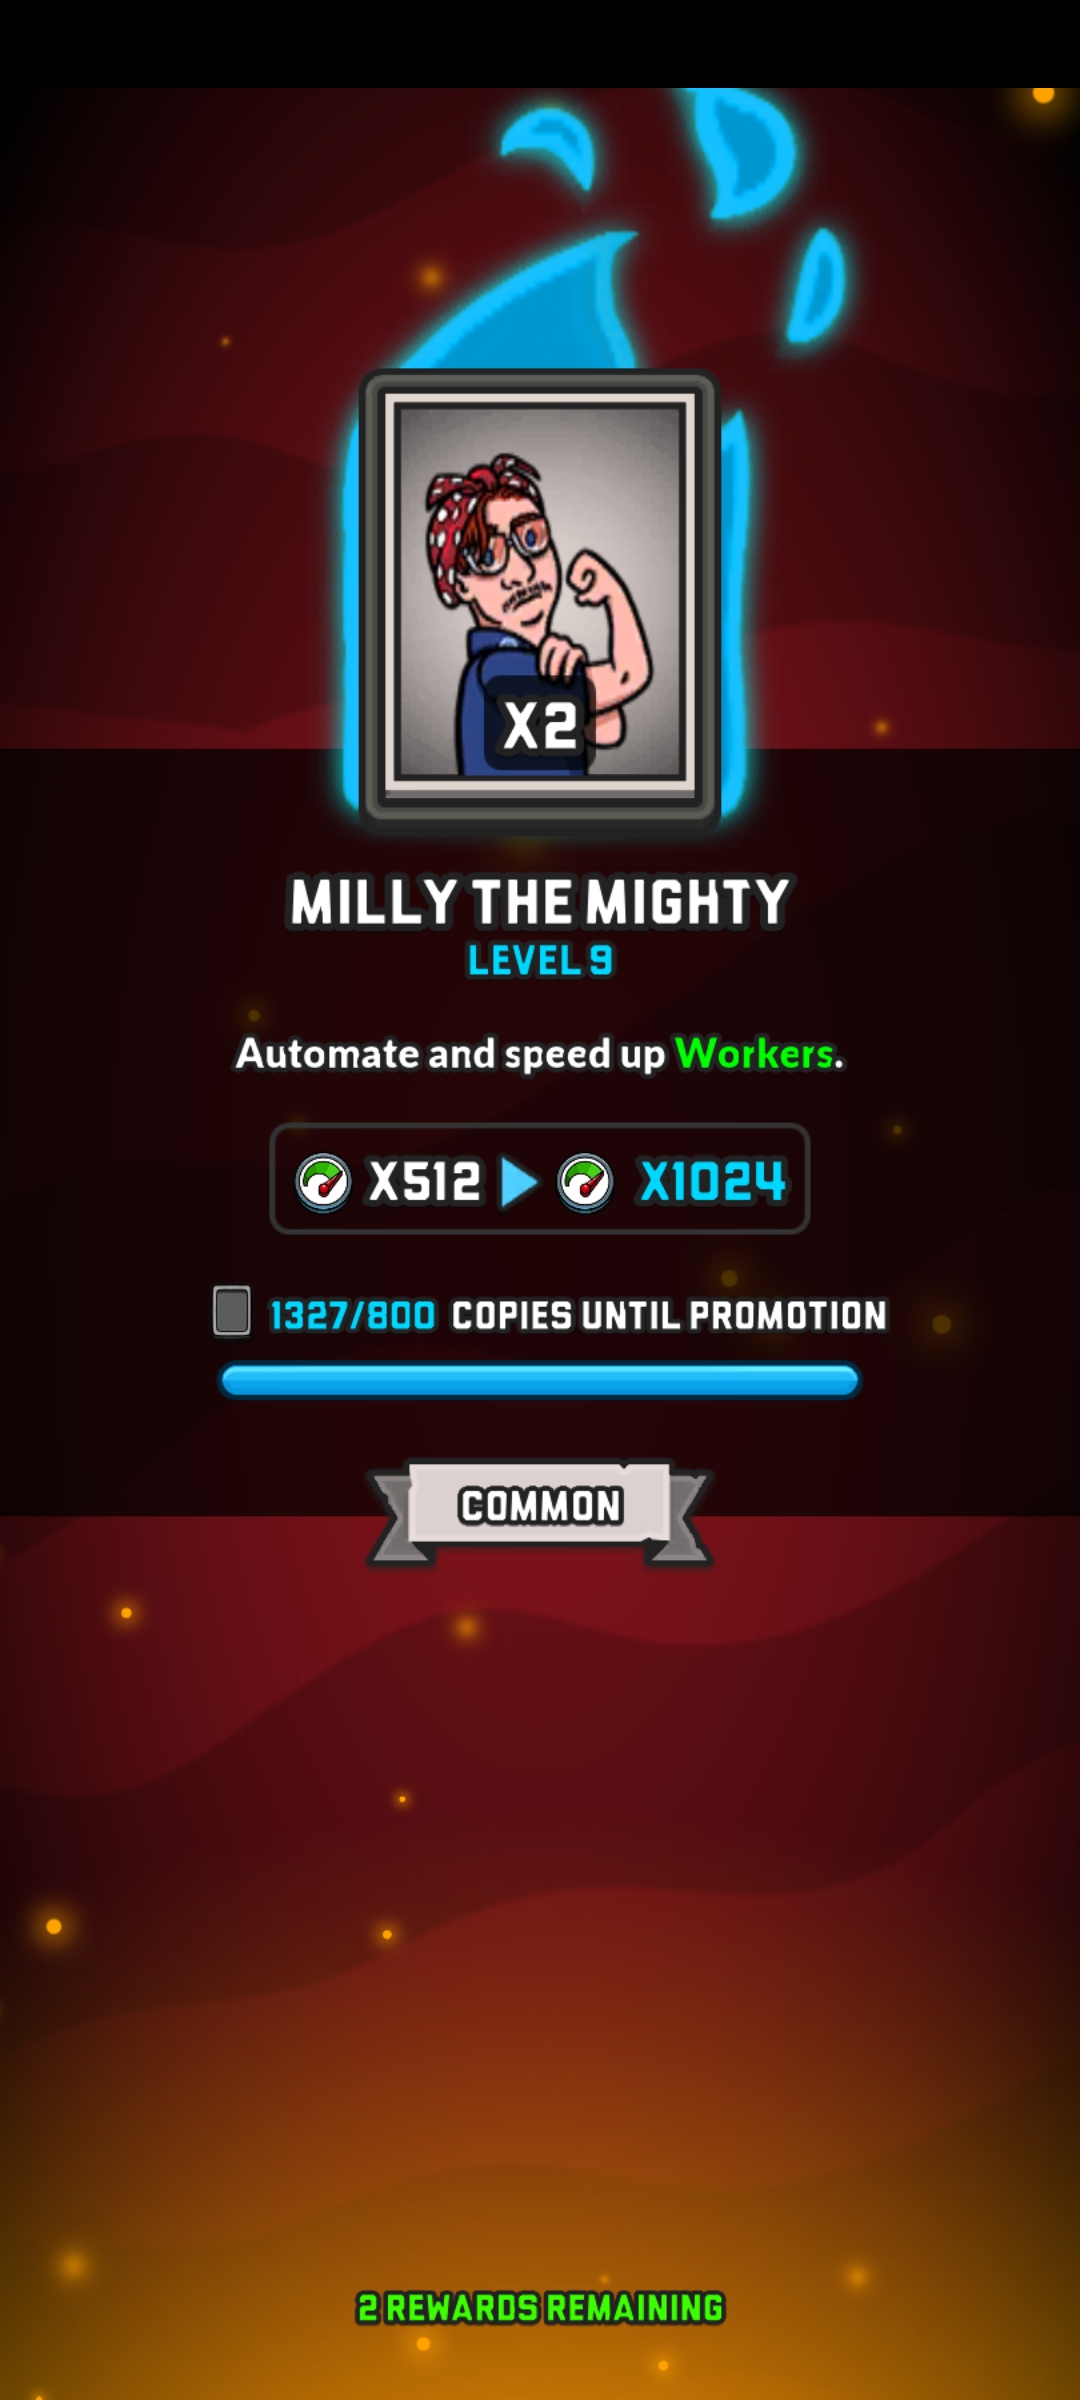 X2
MILLY THE MIGHTY
LEVEL 9
Automate and speed up Workers.
X512 X1024
1327/800 COPIES UNTIL PROMOTION
COMMON
2 REWARDS REMAINING